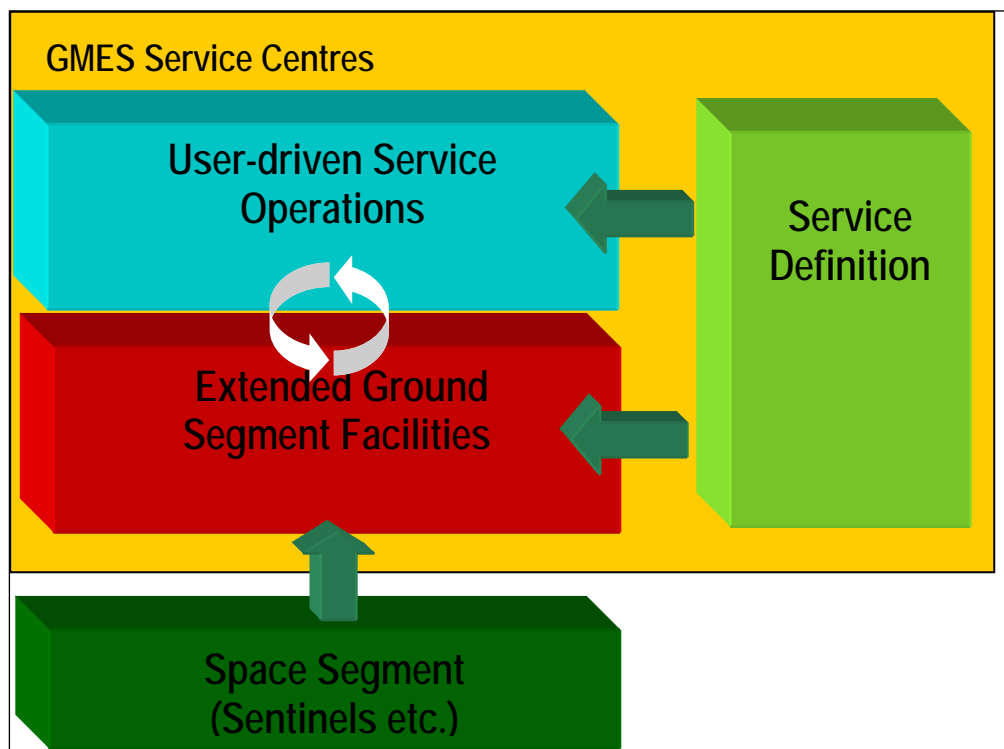 GMES Service Centres
User-driven Service
Operations
Service
Definition
Extended Ground
Segment Facilities
Space Segment
(Sentinels etc.)